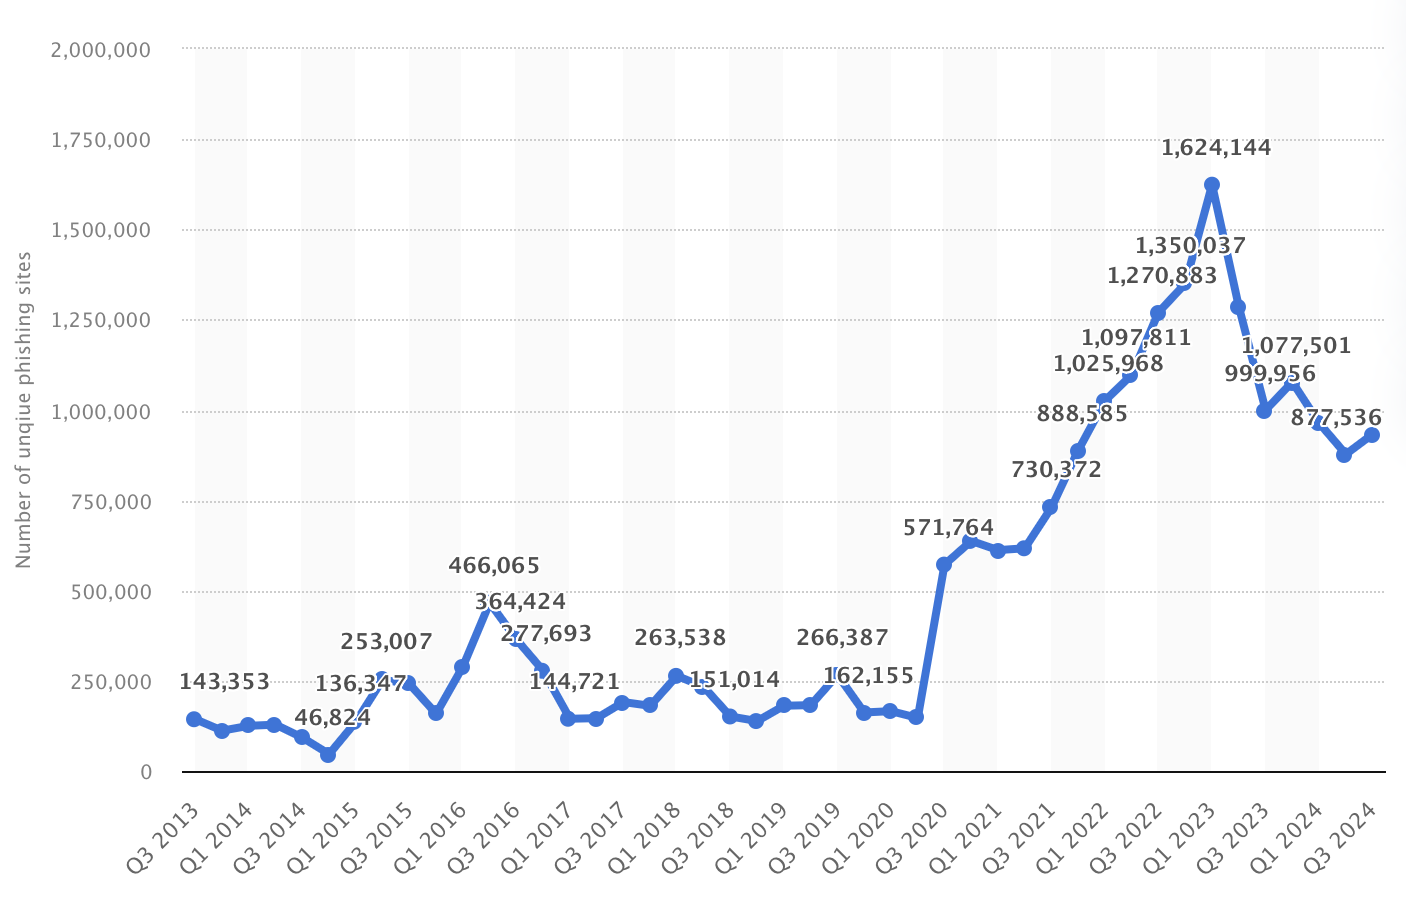 Number of unqiue phishing sites
2,000,000
1,750,000
1,500,000
1,250,000
1,000,000
750,000
500,000
250,000
0
1,624,144
1,350,037
1,270,883
1,097,811
1,077,501
1,025,968
999,956
888,585
877,536
730,372
571,764
466,065
364,424
277,693
253,007
263,538
266,387
143,353
136,347
144,721
151,014
162,155
46,824
Q3 2013
Q1 2014
Q3 2014
Q1 2015
Q3 2015
Q1 2016
Q3 2016
Q1 2017
Q3 2017
Q1 2018
Q3 2018
Q1 2019
Q3 2019
Q1 2020
Q3 2020
Q1 2021
Q3 2021
Q1 2022
Q3 2022
Q1 2023
Q3 2023
Q1 2024
Q3 2024